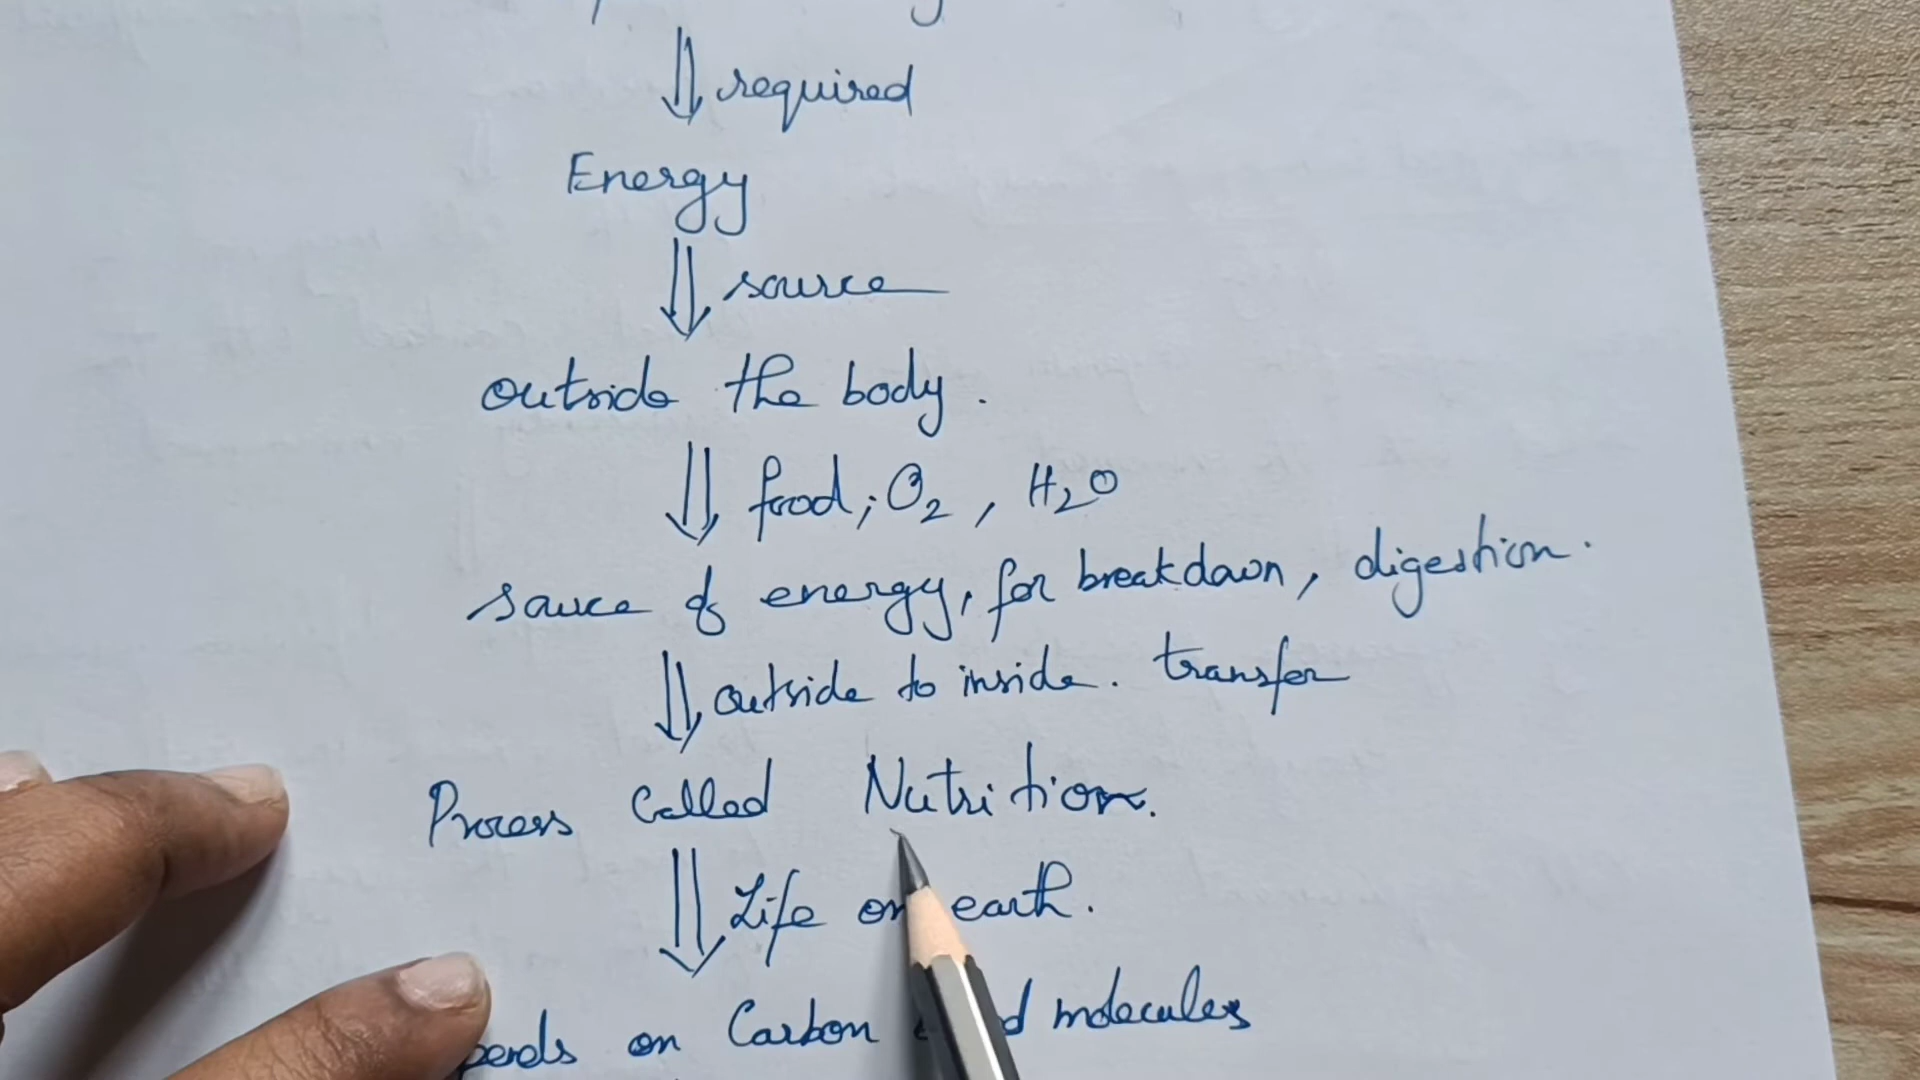 required
Energy
source
outside the body.
food, O2, H2O
sauce of energy, for breakdown, digestion.
outside to inside. transfer
Process Called Nutrition.
Life on earth.
on Carbon molecules